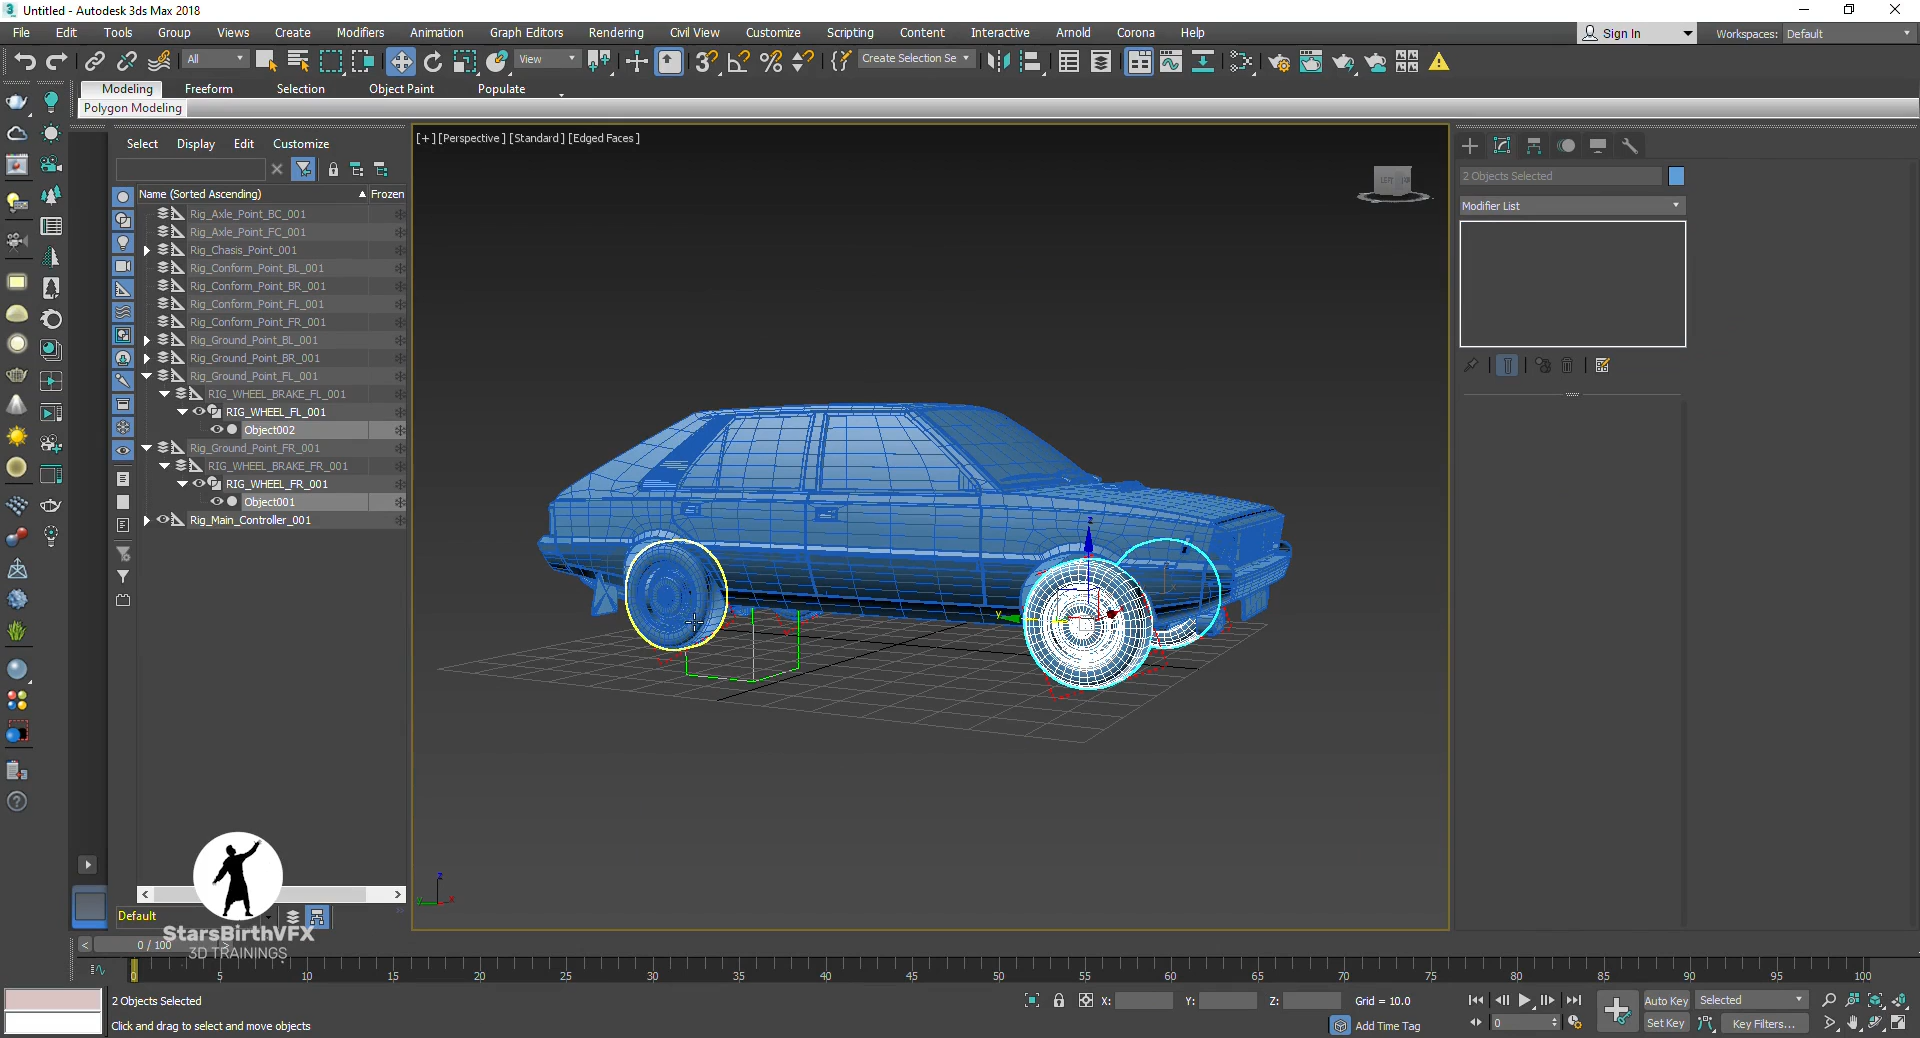 Untitled - Autodesk 3ds Max 2018
File Edit Tools Group Views Create Modifiers Animation Graph Editors Rendering Civil View Customize Scripting Content Interactive Arnold Corona Help
Sign In
Workspaces: Default
All
View
Create Selection Se
Modeling Freeform Selection Object Paint Populate
Polygon Modeling
Select Display Edit Customize
Name (Sorted Ascending) Frozen
Rig_Axle_Point_BC_001
Rig_Axle_Point_FC_001
Rig_Chasis_Point_001
Rig_Conform_Point_BL_001
Rig_Conform_Point_BR_001
Rig_Conform_Point_FL_001
Rig_Conform_Point_FR_001
Rig_Ground_Point_BL_001
Rig_Ground_Point_BR_001
Rig_Ground_Point_FL_001
RIG_WHEEL_BRAKE_FL_001
RIG_WHEEL_FL_001
Object002
Rig_Ground_Point_FR_001
RIG_WHEEL_BRAKE_FR_001
RIG_WHEEL_FR_001
Object001
Rig_Main_Controller_001
[+] [Perspective] [Standard] [Edged Faces]
z
y
z
x
2 Objects Selected
Modifier List
Default
StarsBirthVFX
3D TRAININGS
0 / 100
0 5 10 15 20 25 30 35 40 45 50 55 60 65 70 75 80 85 90 95 100
2 Objects Selected
Click and drag to select and move objects
X: Y: Z: Grid = 10.0
Add Time Tag
0
Auto Key Selected
Set Key Key Filters...